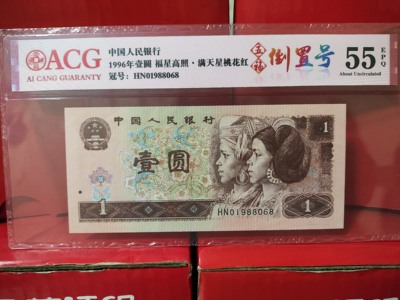 ACG
AI CANG GUARANTY
中国人民银行
1996年壹圆 福星高照·满天星桃花红
冠号：HN01988068
五福
倒置号
55
EPQ
About Uncirculated
中国人民银行
1
壹圆
HN01988068
1
1